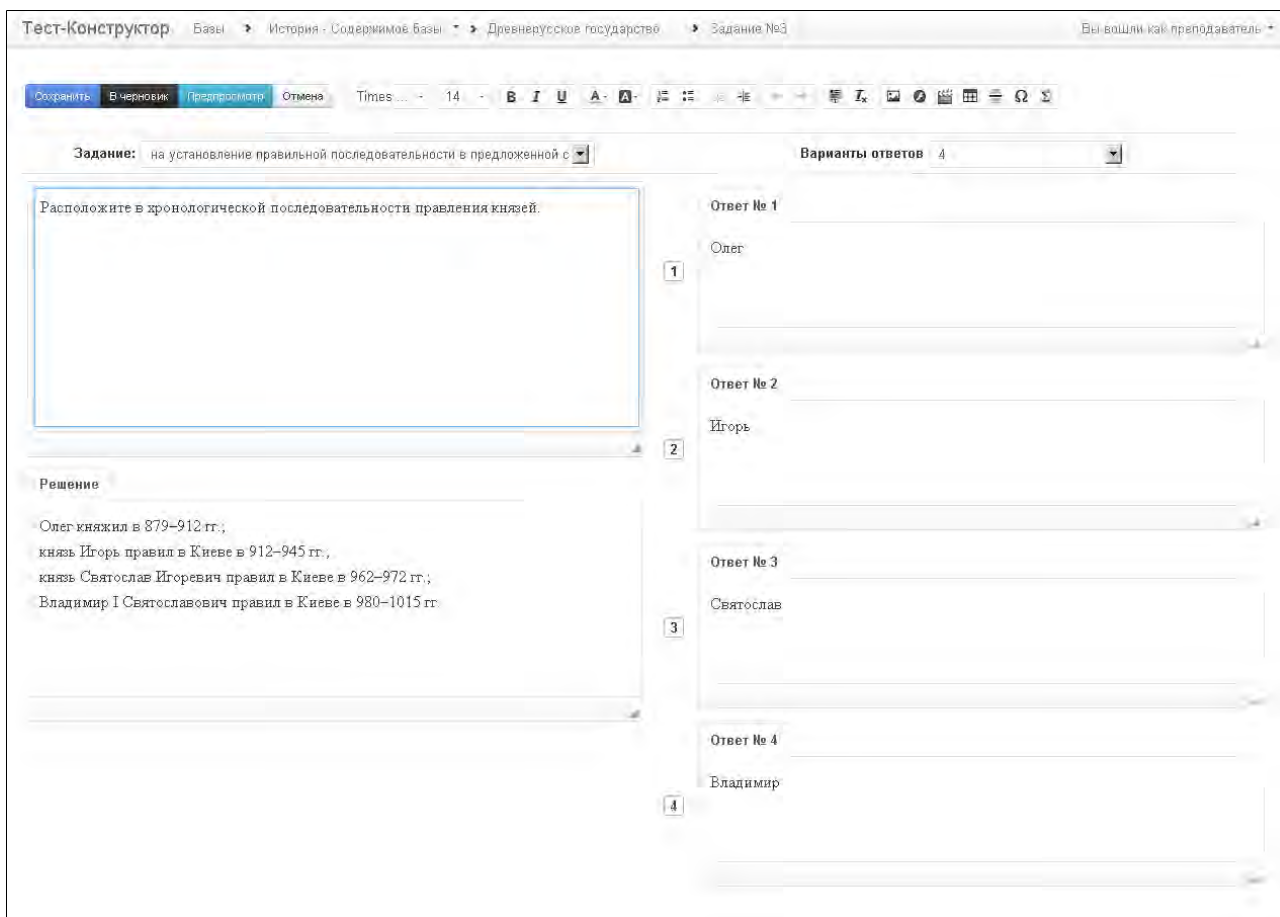 Тест-Конструктор Базы История - Содержимое Базы Древнерусское государство Задание №3 Вы вошли как преподаватель
Сохранить В черновик Предпросмотр Отмена Times ... 14 B I U A A Ω Σ
Задание: на установление правильной последовательности в предложенной с
Варианты ответов 4
Расположите в хронологической последовательности правления князей.
Решение
Олег княжил в 879–912 гг.;
князь Игорь правил в Киеве в 912–945 гг.;
князь Святослав Игоревич правил в Киеве в 962–972 гг.;
Владимир I Святославович правил в Киеве в 980–1015 гг
Ответ № 1
1
Олег
Ответ № 2
2
Игорь
Ответ № 3
3
Святослав
Ответ № 4
4
Владимир